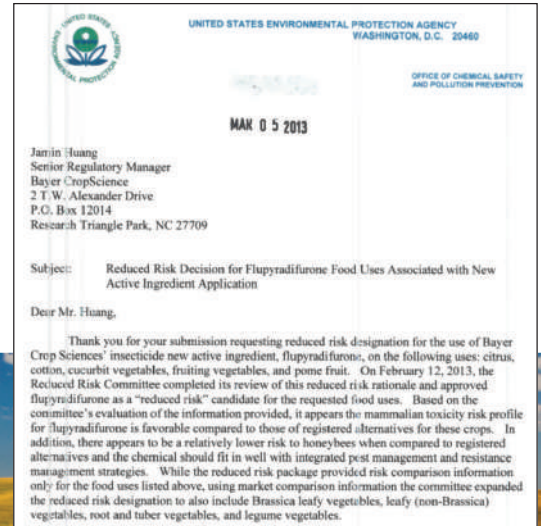 UNITED STATES ENVIRONMENTAL PROTECTION AGENCY
WASHINGTON, D.C. 20460
UNITED STATES
ENVIRONMENTAL PROTECTION AGENCY
OFFICE OF CHEMICAL SAFETY
AND POLLUTION PREVENTION
MAR 0 5 2013
Jamin Huang
Senior Regulatory Manager
Bayer CropScience
2 T.W. Alexander Drive
P.O. Box 12014
Research Triangle Park, NC 27709
Subject: Reduced Risk Decision for Flupyradifurone Food Uses Associated with New
Active Ingredient Application
Dear Mr. Huang,
Thank you for your submission requesting reduced risk designation for the use of Bayer
Crop Sciences' insecticide new active ingredient, flupyradifurone, on the following uses: citrus,
cotton, cucurbit vegetables, fruiting vegetables, and pome fruit. On February 12, 2013, the
Reduced Risk Committee completed its review of this reduced risk rationale and approved
flupyradifurone as a "reduced risk" candidate for the requested food uses. Based on the
committee's evaluation of the information provided, it appears the mammalian toxicity risk profile
for flupyradifurone is favorable compared to those of registered alternatives for these crops. In
addition, there appears to be a relatively lower risk to honeybees when compared to registered
alternatives and the chemical should fit in well with integrated pest management and resistance
management strategies. While the reduced risk package provided risk comparison information
only for the food uses listed above, using market comparison information the committee expanded
the reduced risk designation to also include Brassica leafy vegetables, leafy (non-Brassica)
vegetables, root and tuber vegetables, and legume vegetables.